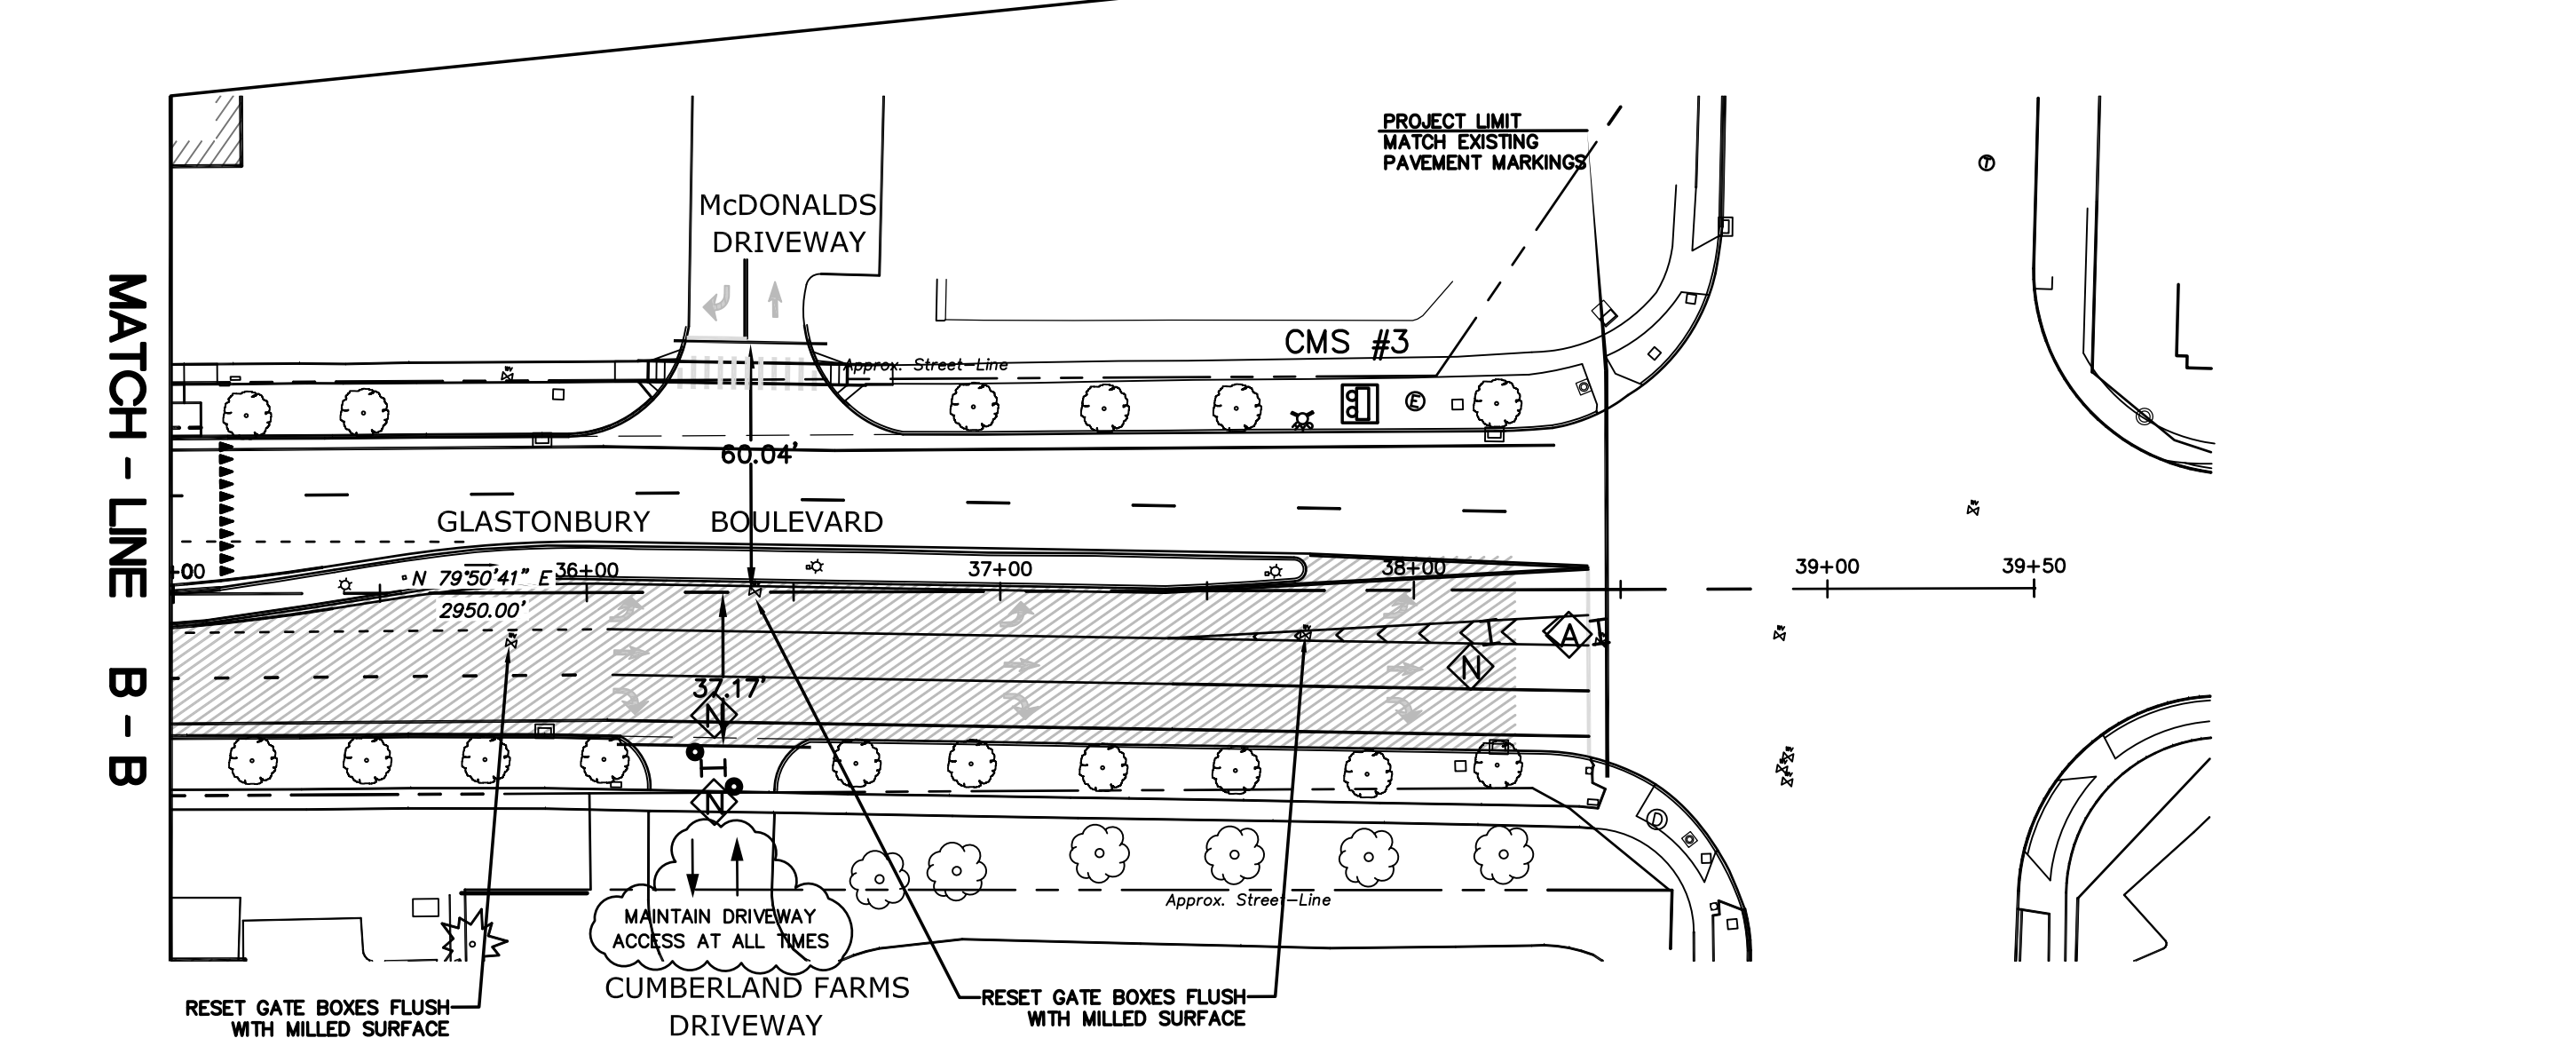 PROJECT LIMIT
MATCH EXISTING
PAVEMENT MARKINGS
T
McDONALDS
DRIVEWAY
MATCH - LINE B - B
CMS #3
Approx. Street-Line
E
60.04'
GLASTONBURY BOULEVARD
+00
N 79°50'41" E
2950.00'
36+00
37+00
38+00
39+00
39+50
A
N
37.17'
N
N
D
MAINTAIN DRIVEWAY
ACCESS AT ALL TIMES
Approx. Street-Line
CUMBERLAND FARMS
DRIVEWAY
RESET GATE BOXES FLUSH
WITH MILLED SURFACE
RESET GATE BOXES FLUSH
WITH MILLED SURFACE